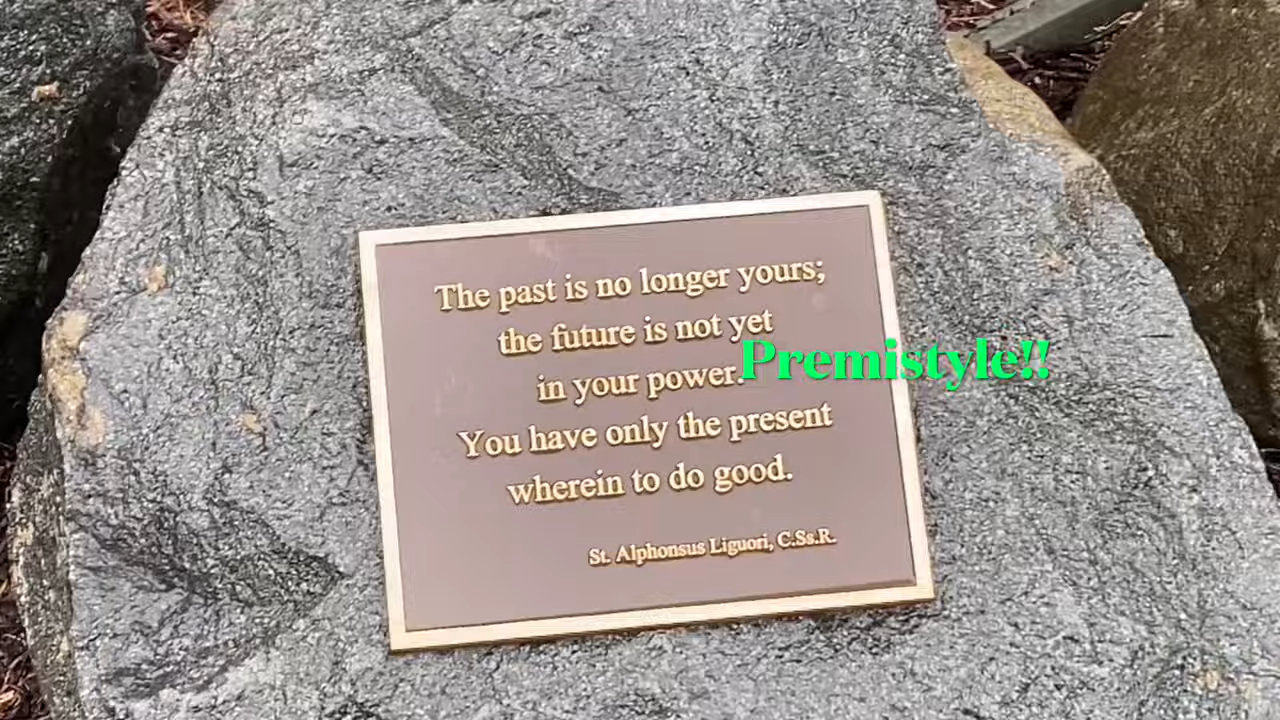 The past is no longer yours;
the future is not yet
in your power.
Premistyle!!
You have only the present
wherein to do good.
St. Alphonsus Liguori, C.Ss.R.